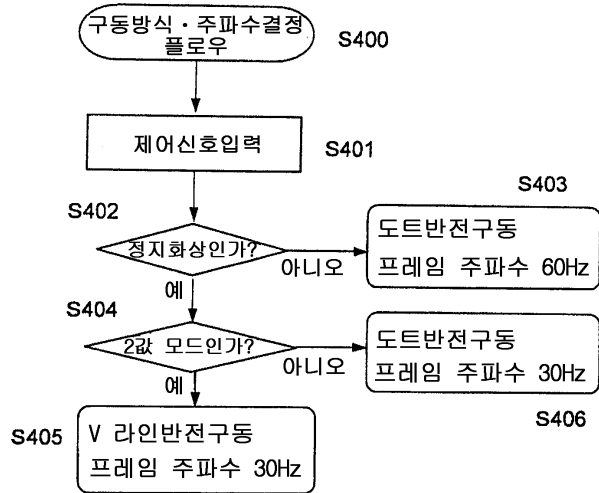 구동방식·주파수결정
플로우
S400
제어신호입력
S401
S402
정지화상인가?
아니오
예
S403
도트반전구동
프레임 주파수 60Hz
S404
2값 모드인가?
아니오
예
도트반전구동
프레임 주파수 30Hz
S406
S405
V 라인반전구동
프레임 주파수 30Hz